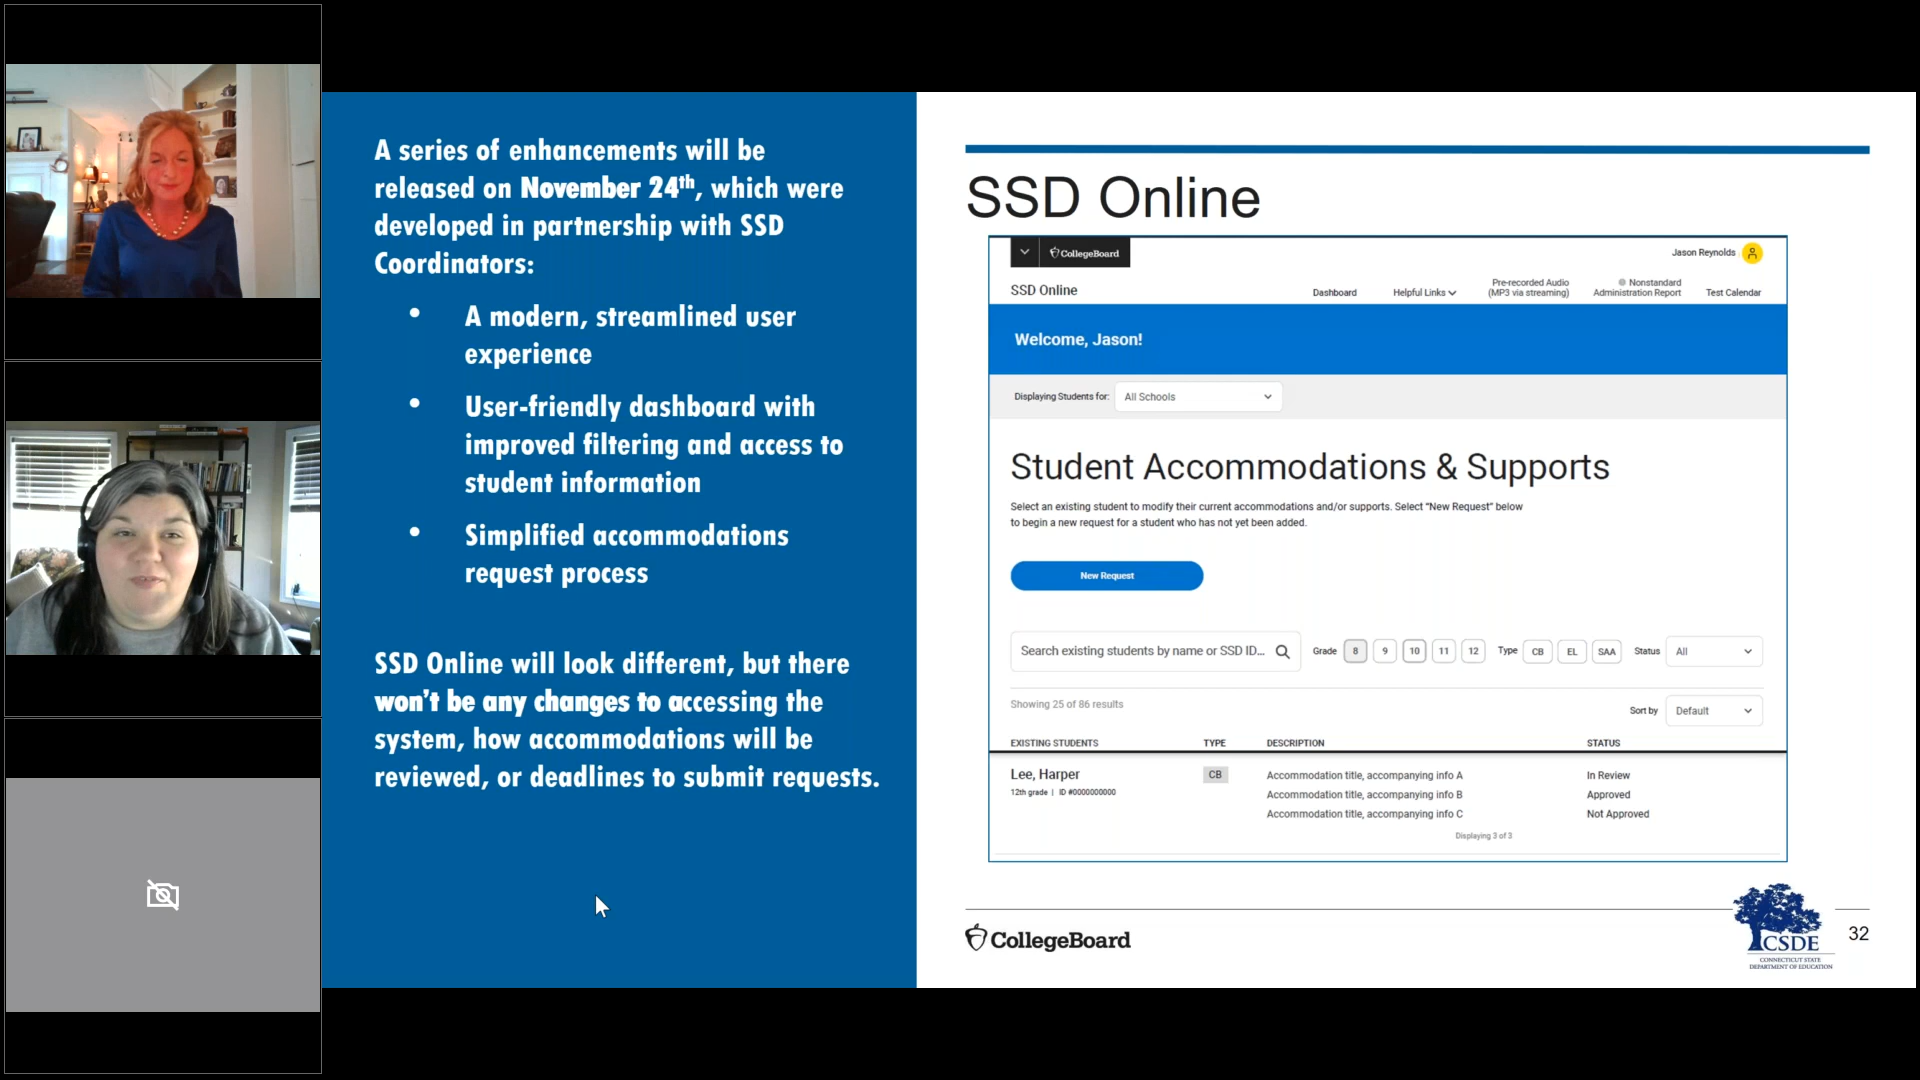 A series of enhancements will be
released on November 24th, which were
developed in partnership with SSD
Coordinators:
• A modern, streamlined user
experience
• User-friendly dashboard with
improved filtering and access to
student information
• Simplified accommodations
request process
SSD Online will look different, but there
won't be any changes to accessing the
system, how accommodations will be
reviewed, or deadlines to submit requests.
SSD Online
CollegeBoard
Jason Reynolds
SSD Online
Dashboard
Helpful Links
Pre-recorded Audio
(MP3 via streaming)
Nonstandard
Administration Report
Test Calendar
Welcome, Jason!
Displaying Students for: All Schools
Student Accommodations & Supports
Select an existing student to modify their current accommodations and/or supports. Select "New Request" below
to begin a new request for a student who has not yet been added.
New Request
Search existing students by name or SSD ID... Grade 8 9 10 11 12 Type CB EL SAA Status All
Showing 25 of 86 results
Sort by Default
EXISTING STUDENTS TYPE DESCRIPTION STATUS
Lee, Harper CB Accommodation title, accompanying info A In Review
12th grade | ID #0000000000 Accommodation title, accompanying info B Approved
Accommodation title, accompanying info C Not Approved
Displaying 3 of 3
CollegeBoard
CSDE
CONNECTICUT STATE
DEPARTMENT OF EDUCATION
32